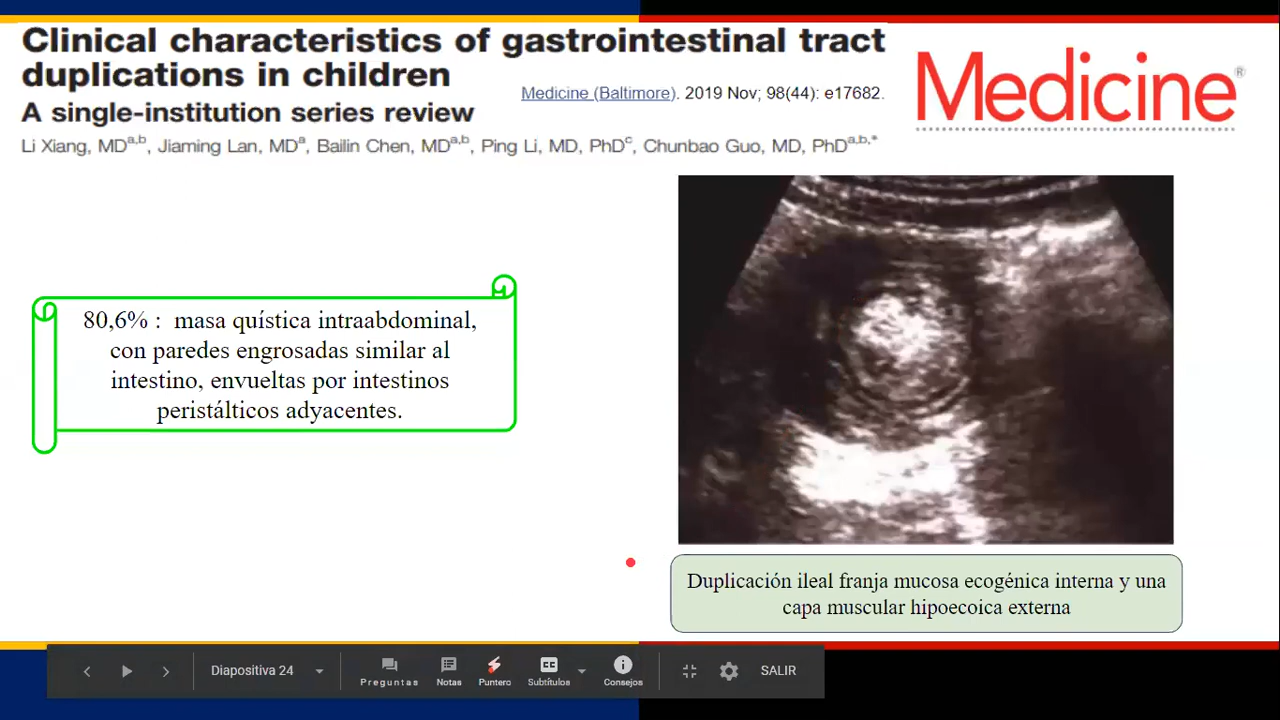 Clinical characteristics of gastrointestinal tract
duplications in children
A single-institution series review
Medicine (Baltimore). 2019 Nov; 98(44): e17682.
Li Xiang, MDa,b, Jiaming Lan, MDa, Bailin Chen, MDa,b, Ping Li, MD, PhDc, Chunbao Guo, MD, PhDa,b,*
Medicine®
80,6% : masa quística intraabdominal,
con paredes engrosadas similar al
intestino, envueltas por intestinos
peristálticos adyacentes.
Duplicación ileal franja mucosa ecogénica interna y una
capa muscular hipoecoica externa
Diapositiva 24
Preguntas
Notas
Puntero
CC
Subtítulos
Consejos
SALIR